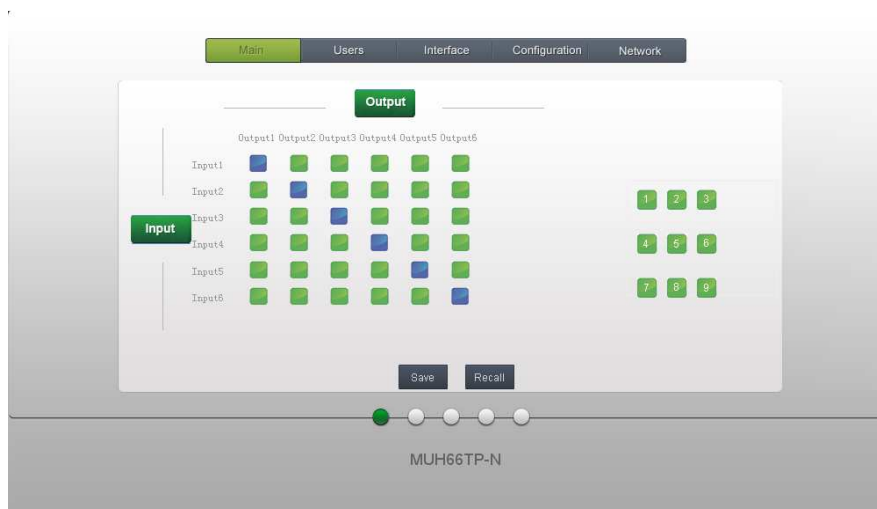 Main Users Interface Configuration Network
Output
Output1 Output2 Output3 Output4 Output5 Output6
Input1
Input2
Input3
Input
Input4
Input5
Input6
1 2 3
4 5 6
7 8 9
Save Recall
MUH66TP-N